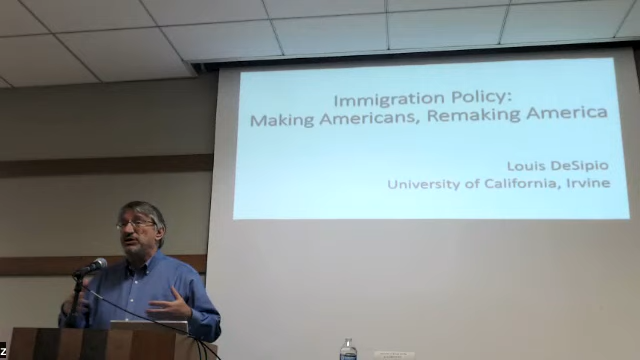 Immigration Policy:
Making Americans, Remaking America
Louis DeSipio
University of California, Irvine
Z